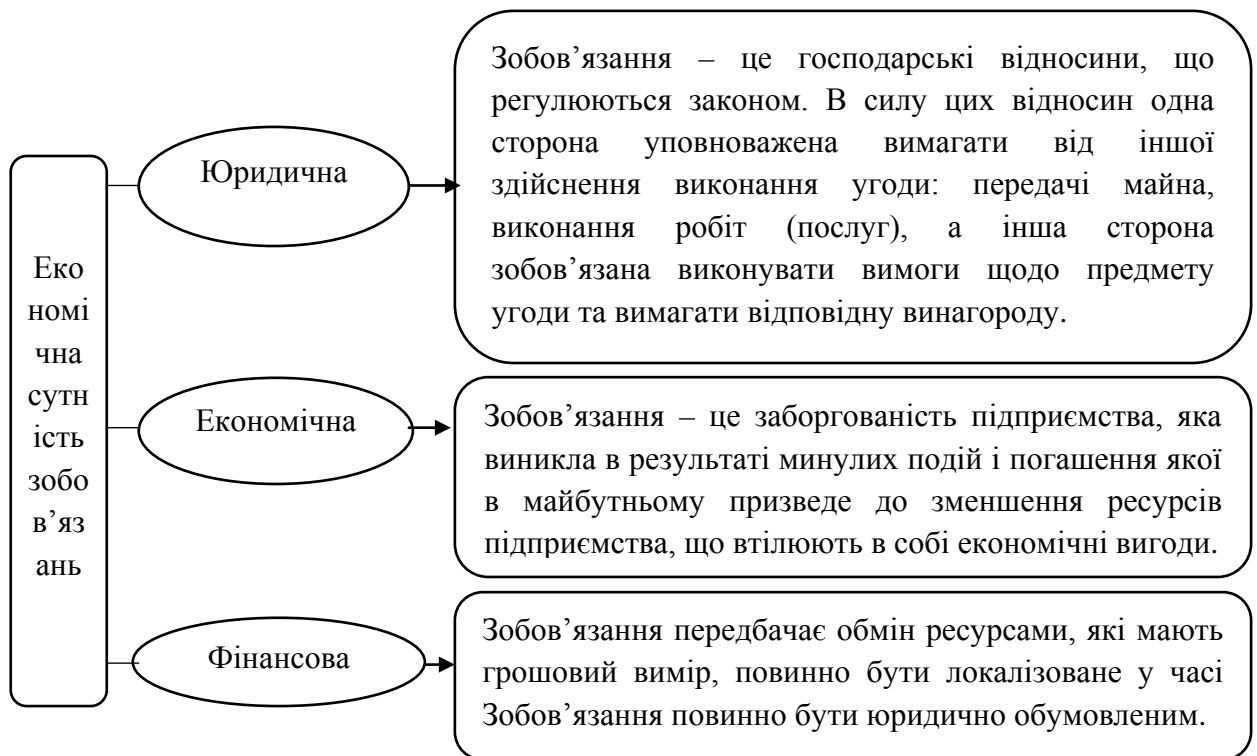 Еко
номі
чна
сутн
ість
зобо
в’яз
ань
Юридична
Зобов’язання – це господарські відносини, що
регулюються законом. В силу цих відносин одна
сторона уповноважена вимагати від іншої
здійснення виконання угоди: передачі майна,
виконання робіт (послуг), а інша сторона
зобов’язана виконувати вимоги щодо предмету
угоди та вимагати відповідну винагороду.
Економічна
Зобов’язання – це заборгованість підприємства, яка
виникла в результаті минулих подій і погашення якої
в майбутньому призведе до зменшення ресурсів
підприємства, що втілюють в собі економічні вигоди.
Фінансова
Зобов’язання передбачає обмін ресурсами, які мають
грошовий вимір, повинно бути локалізоване у часі
Зобов’язання повинно бути юридично обумовленим.